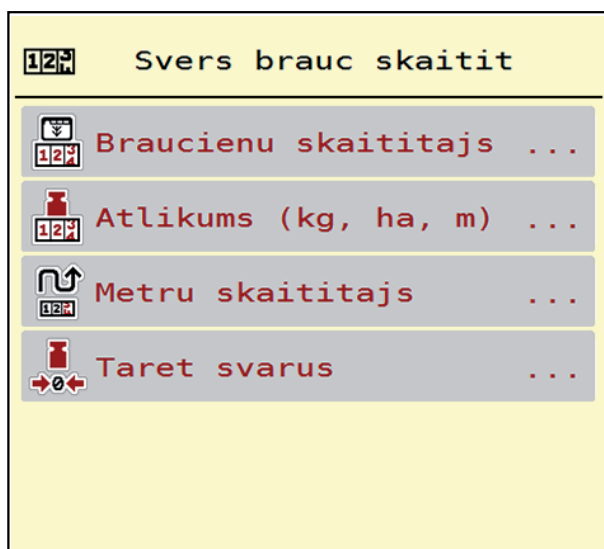 Svers brauc skaitit
Braucienu skaititajs ...
Atlikums (kg, ha, m) ...
Metru skaititajs ...
Taret svarus ...